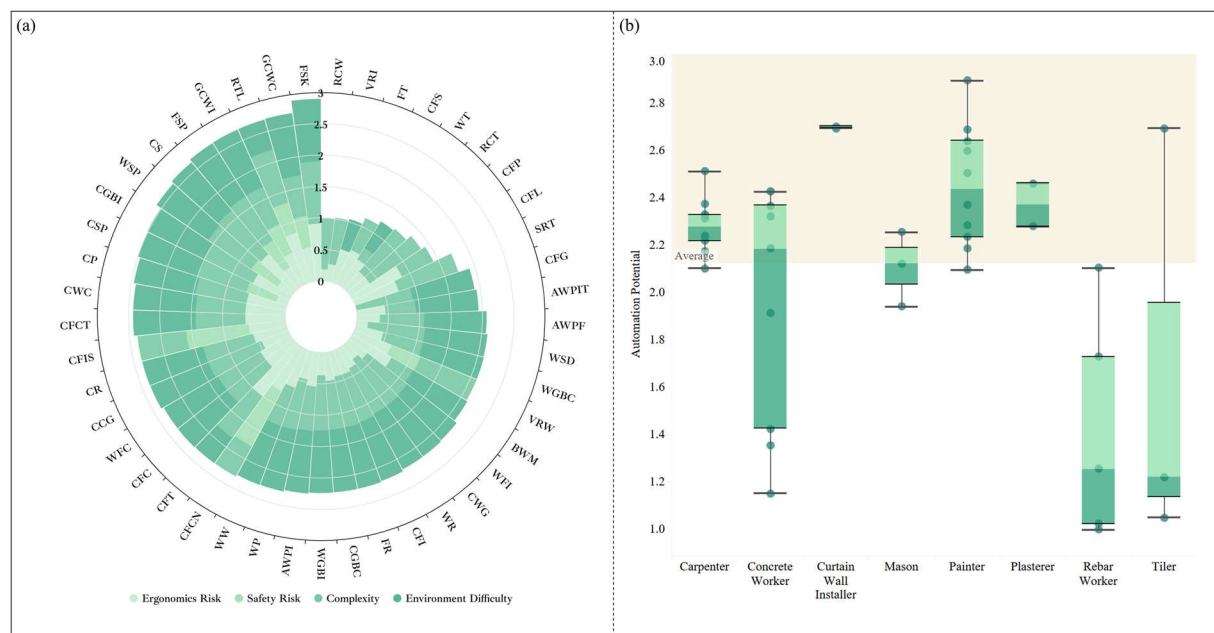 (a)
FSK
RCW
VRI
FT
CFS
WT
RCT
CFP
CFL
SRT
CFG
AWPIT
AWPF
WSD
WGBC
VRW
BWM
WFI
CWG
WR
CFI
FR
CGBC
WGBI
AWPI
WP
WW
CFCN
CFT
CFC
WFC
CCG
CR
CFIS
CFCT
CWC
CP
CSP
CGBI
WSP
CS
FSP
GCWI
RTL
GCWC
3
2.5
2
1.5
1
0.5
0
Ergonomics Risk Safety Risk Complexity Environment Difficulty
(b)
Automation Potential
3.0
2.8
2.6
2.4
2.2
Average
2.0
1.8
1.6
1.4
1.2
1.0
Carpenter Concrete Worker Curtain Wall Installer Mason Painter Plasterer Rebar Worker Tiler